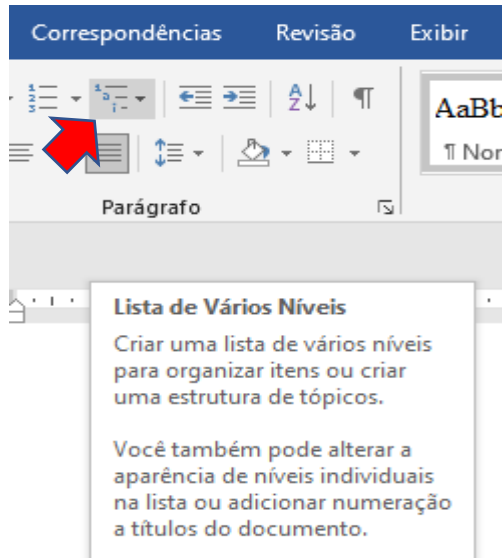 Correspondências Revisão Exibir
AaBb
¶ Nor
Parágrafo
Lista de Vários Níveis
Criar uma lista de vários níveis
para organizar itens ou criar
uma estrutura de tópicos.
Você também pode alterar a
aparência de níveis individuais
na lista ou adicionar numeração
a títulos do documento.